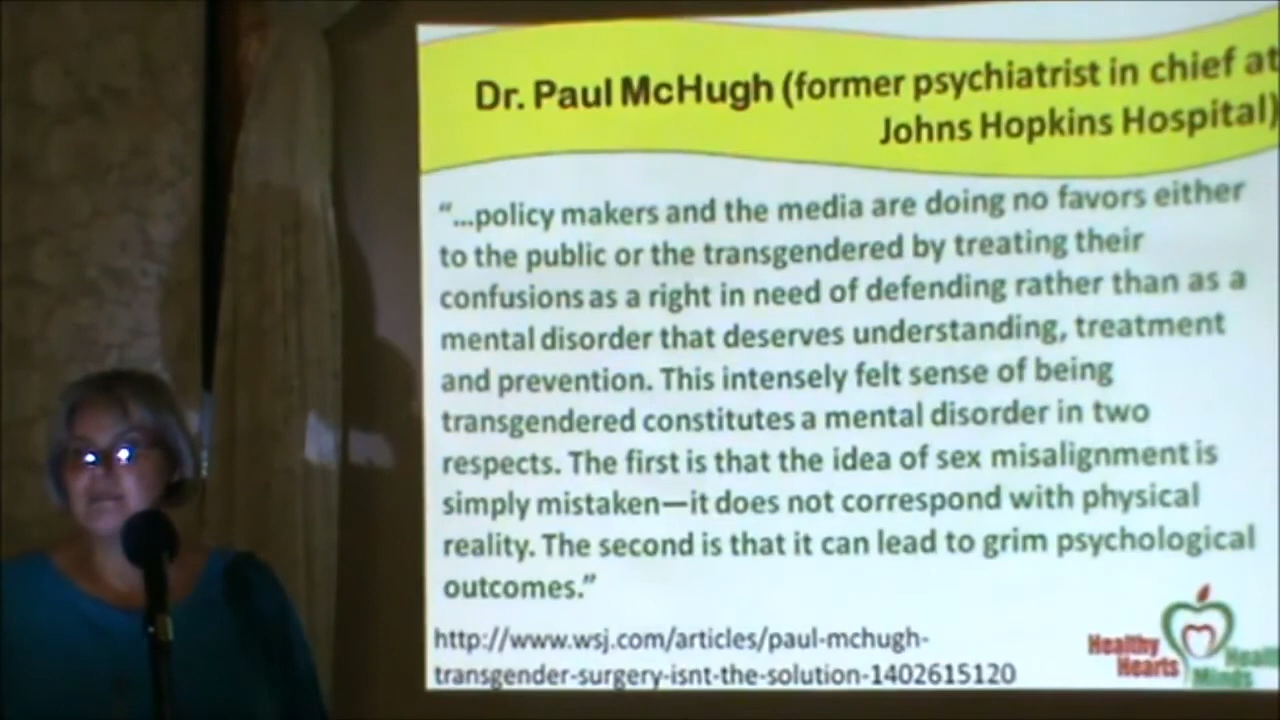 Dr. Paul McHugh (former psychiatrist in chief at
Johns Hopkins Hospital)
“...policy makers and the media are doing no favors either
to the public or the transgendered by treating their
confusions as a right in need of defending rather than as a
mental disorder that deserves understanding, treatment
and prevention. This intensely felt sense of being
transgendered constitutes a mental disorder in two
respects. The first is that the idea of sex misalignment is
simply mistaken—it does not correspond with physical
reality. The second is that it can lead to grim psychological
outcomes.”
http://www.wsj.com/articles/paul-mchugh-
transgender-surgery-isnt-the-solution-1402615120
Healthy
Hearts
Minds